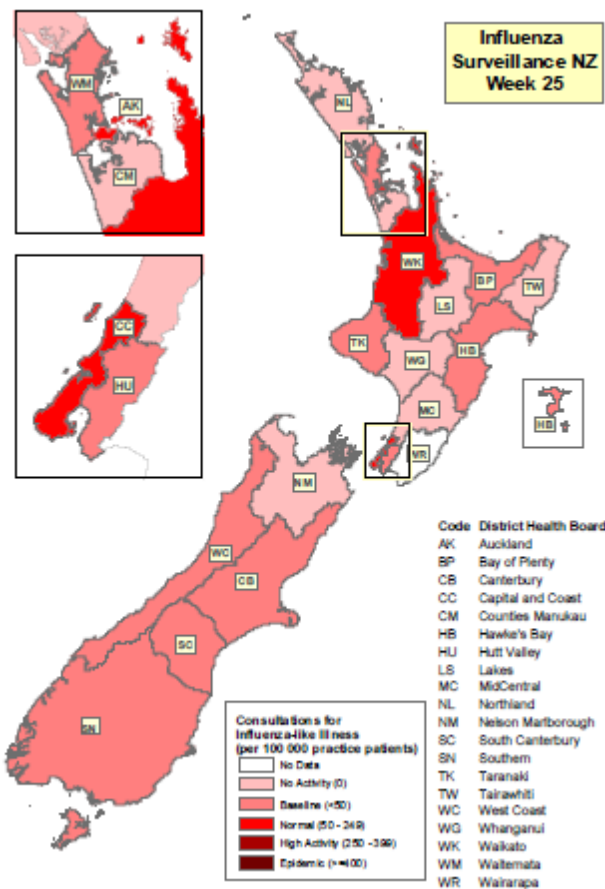 Influenza
Surveillance NZ
Week 25
WM
AK
CM
CC
HU
NL
WK
BP
TW
LS
TK
HB
WG
MC
WR
HB
NM
WC
CB
SC
SN
Code District Health Board
AK Auckland
BP Bay of Plenty
CB Canterbury
CC Capital and Coast
CM Counties Manukau
HB Hawke's Bay
HU Hutt Valley
LS Lakes
MC MidCentral
NL Northland
NM Nelson Marlborough
SC South Canterbury
SN Southern
TK Taranaki
TW Tairawhiti
WC West Coast
WG Whanganui
WK Waikato
WM Waitemata
WR Wairarapa
Consultations for
Influenza-like Illness
(per 100 000 practice patients)
No Data
No Activity (0)
Baseline (<50)
Normal (50 - 249)
High Activity (250 - 399)
Epidemic (>=400)